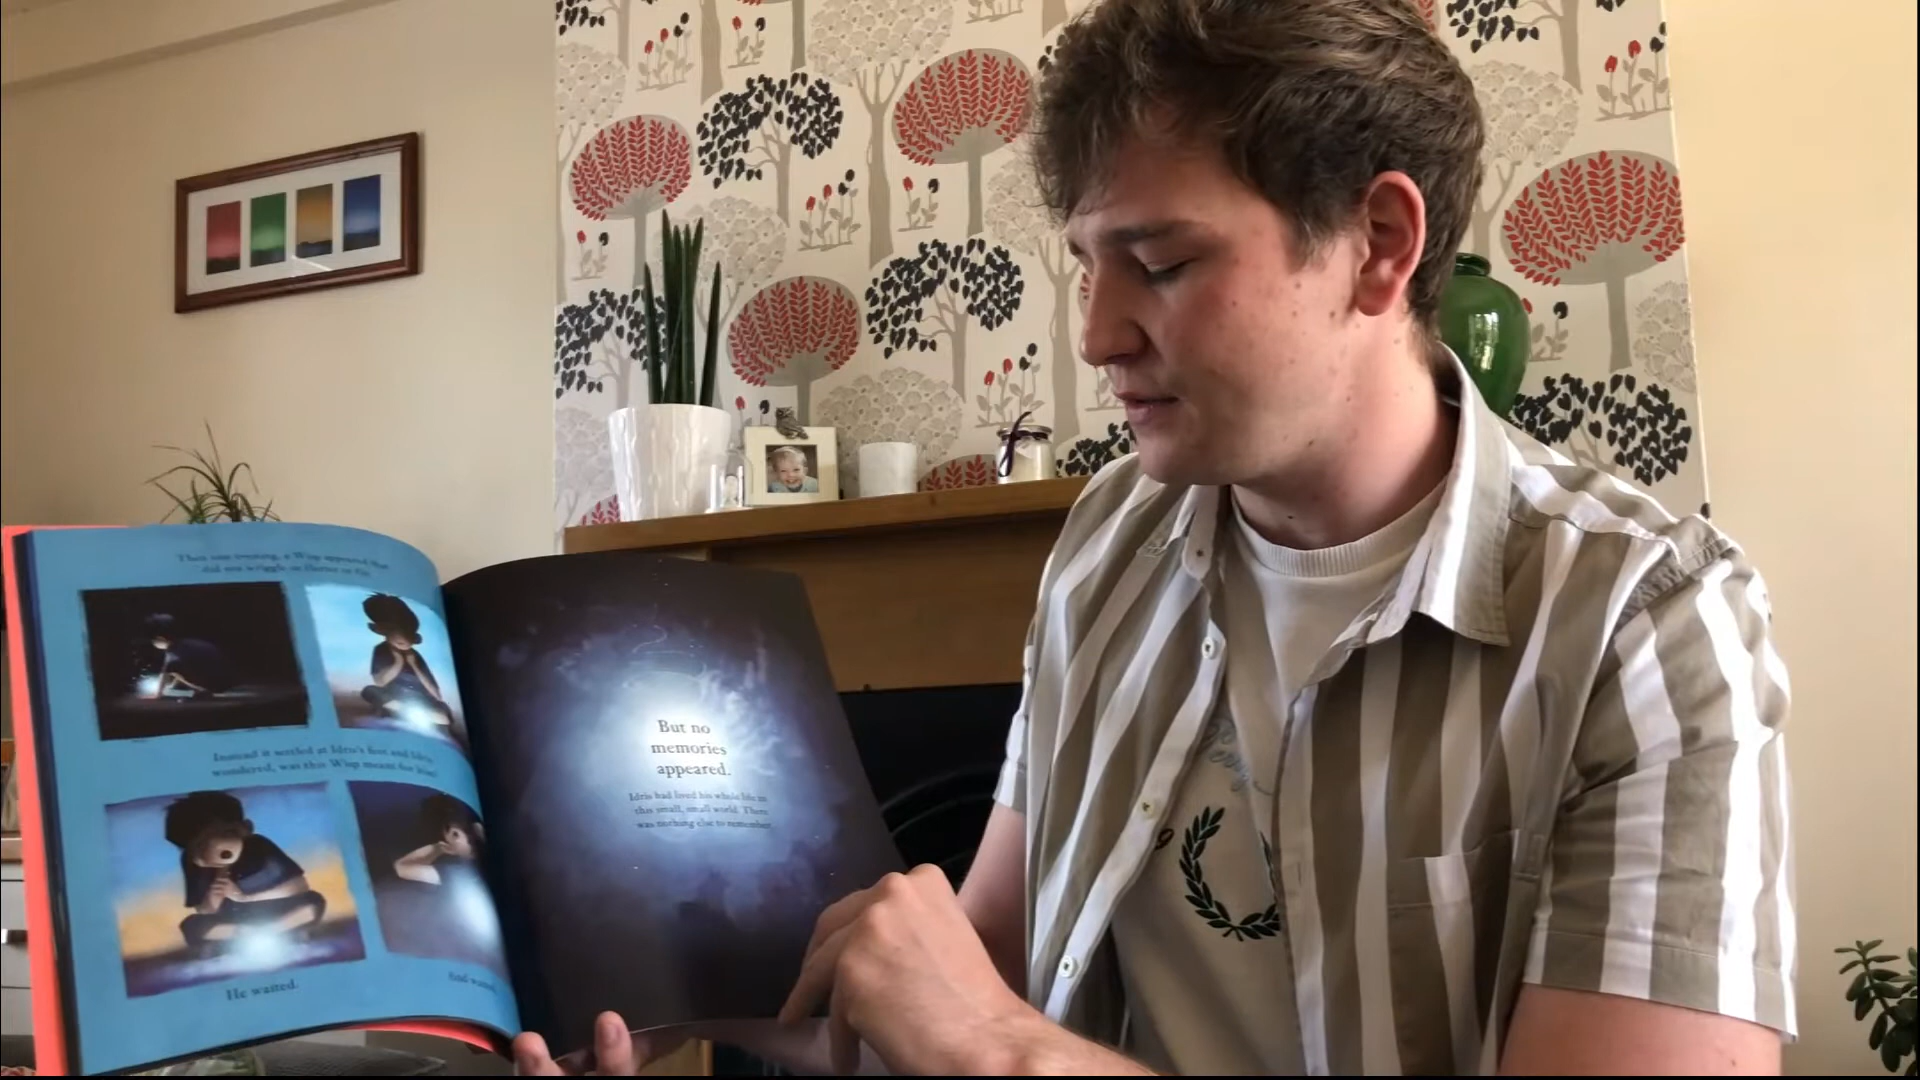 Then one evening, a Wisp appeared that
did not wriggle or flutter or flit.
Instead it settled at Idris's feet and Idris
wondered, was this Wisp meant for him?
He waited.
And waited.
But no
memories
appeared.
Idris had lived his whole life in
this small, small world. There
was nothing else to remember.